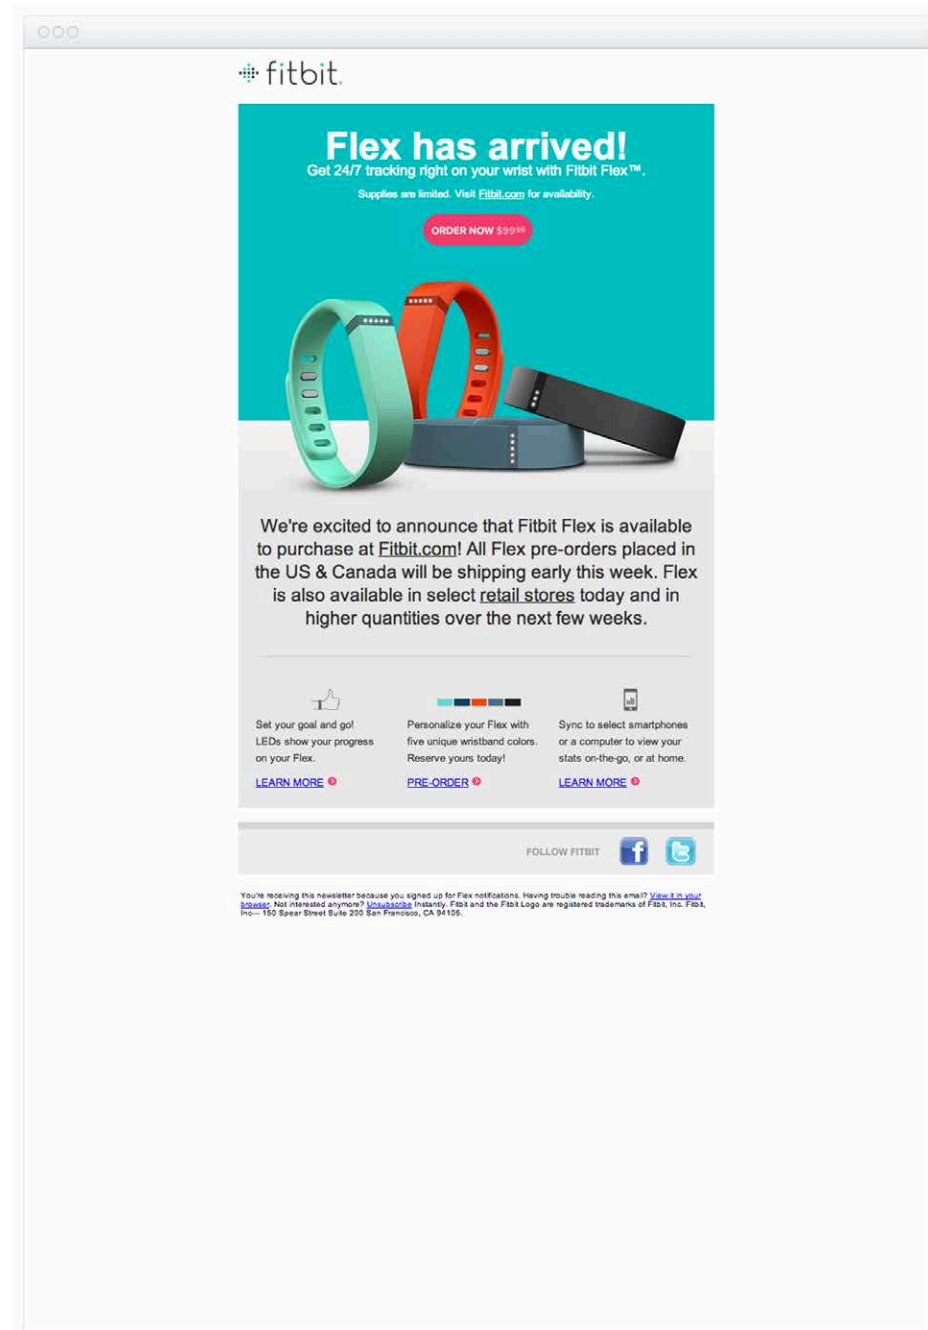 fitbit.
Flex has arrived!
Get 24/7 tracking right on your wrist with Fitbit Flex™.
Supplies are limited. Visit Fitbit.com for availability.
ORDER NOW $99⁹⁵
We're excited to announce that Fitbit Flex is available
to purchase at Fitbit.com! All Flex pre-orders placed in
the US & Canada will be shipping early this week. Flex
is also available in select retail stores today and in
higher quantities over the next few weeks.
Set your goal and go!
LEDs show your progress
on your Flex.
LEARN MORE
Personalize your Flex with
five unique wristband colors.
Reserve yours today!
PRE-ORDER
Sync to select smartphones
or a computer to view your
stats on-the-go, or at home.
LEARN MORE
FOLLOW FITBIT
You're receiving this newsletter because you signed up for Flex notifications. Having trouble reading this email? View it in your
browser. Not interested anymore? Unsubscribe Instantly. Fitbit and the Fitbit Logo are registered trademarks of Fitbit, Inc. Fitbit,
Inc— 150 Spear Street Suite 200 San Francisco, CA 94105.